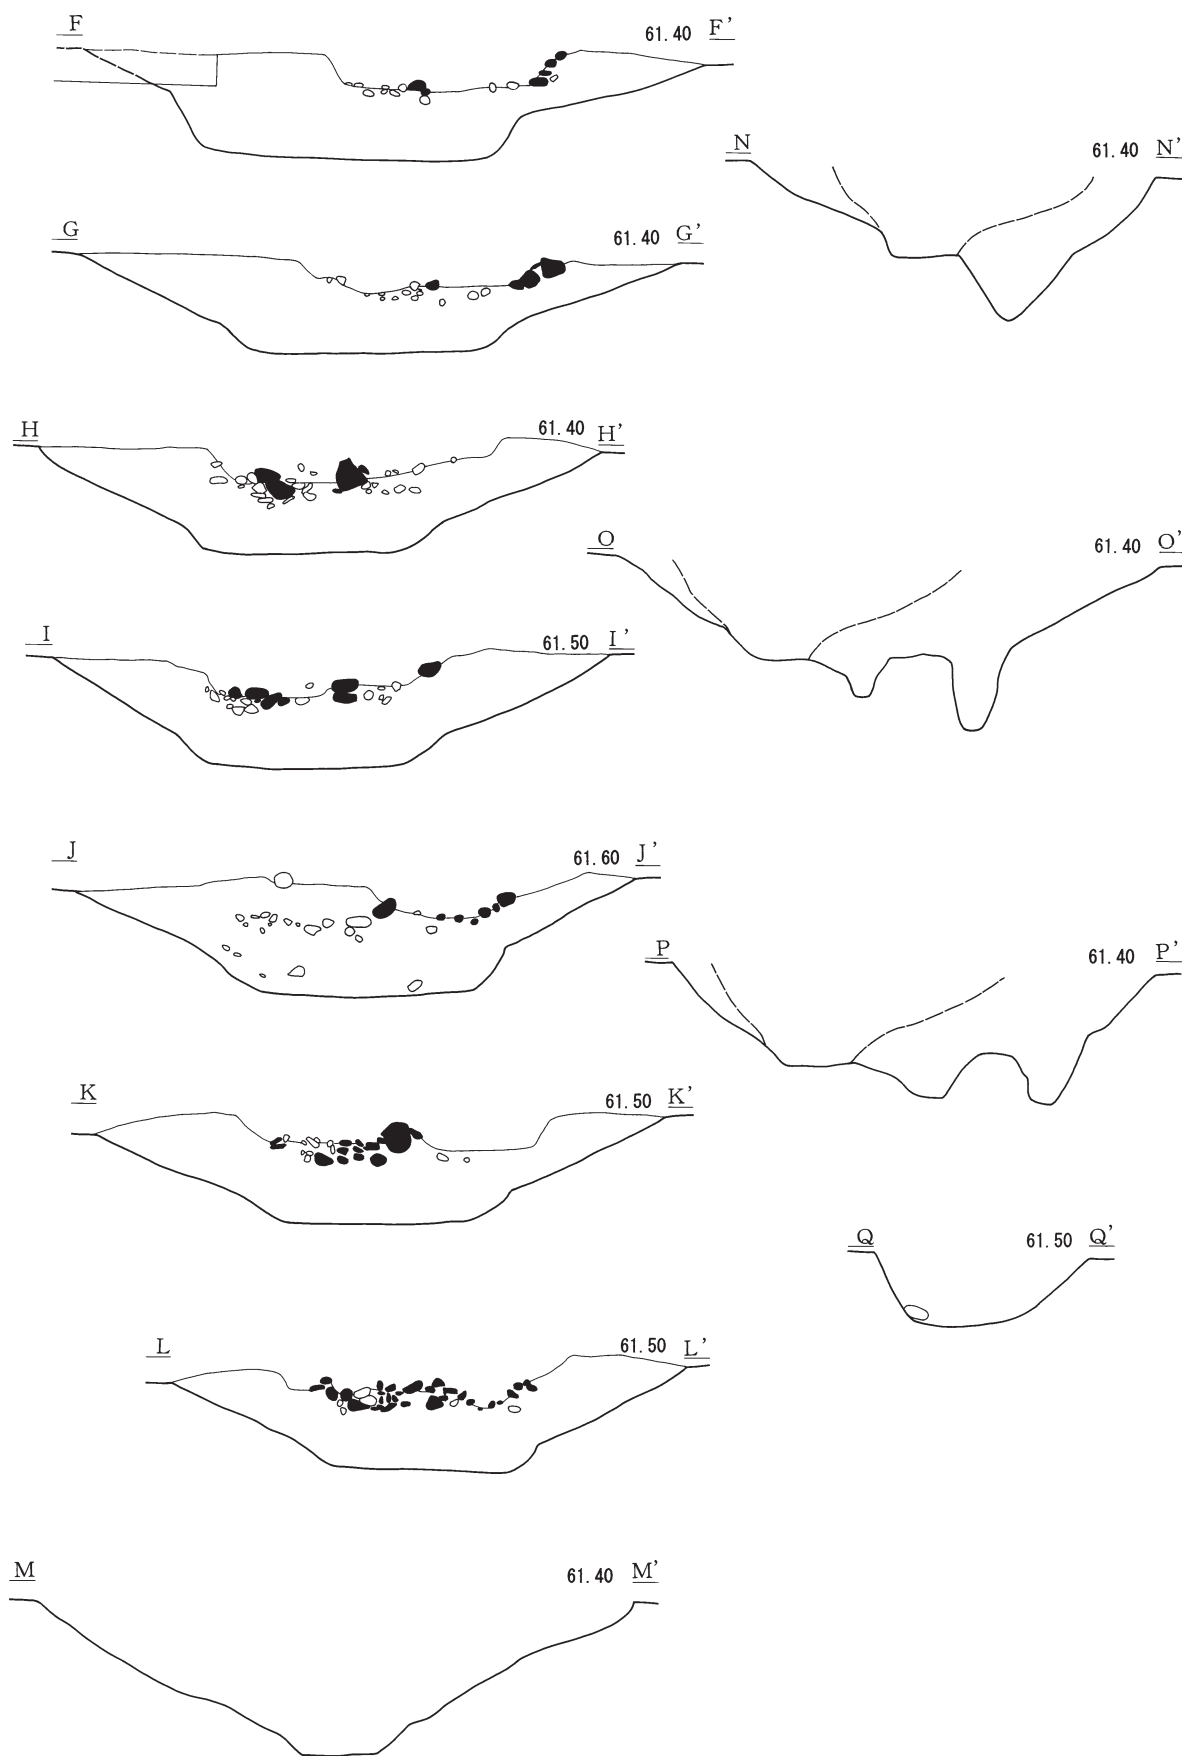 F 61.40 F'
G 61.40 G'
H 61.40 H'
I 61.50 I'
J 61.60 J'
K 61.50 K'
L 61.50 L'
M 61.40 M'
N 61.40 N'
O 61.40 O'
P 61.40 P'
Q 61.50 Q'